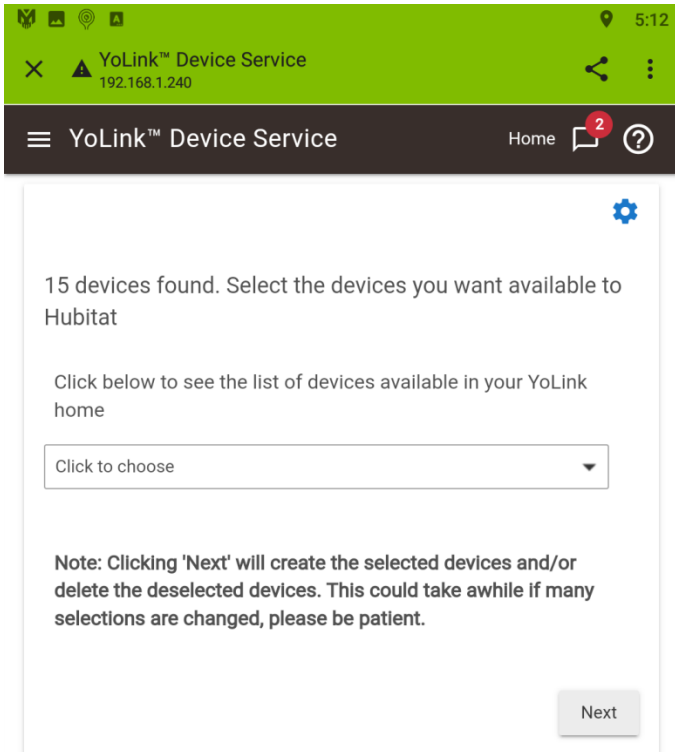 5:12
YoLink™ Device Service
192.168.1.240
YoLink™ Device Service
Home
2
15 devices found. Select the devices you want available to
Hubitat
Click below to see the list of devices available in your YoLink
home
Click to choose
Note: Clicking 'Next' will create the selected devices and/or
delete the deselected devices. This could take awhile if many
selections are changed, please be patient.
Next